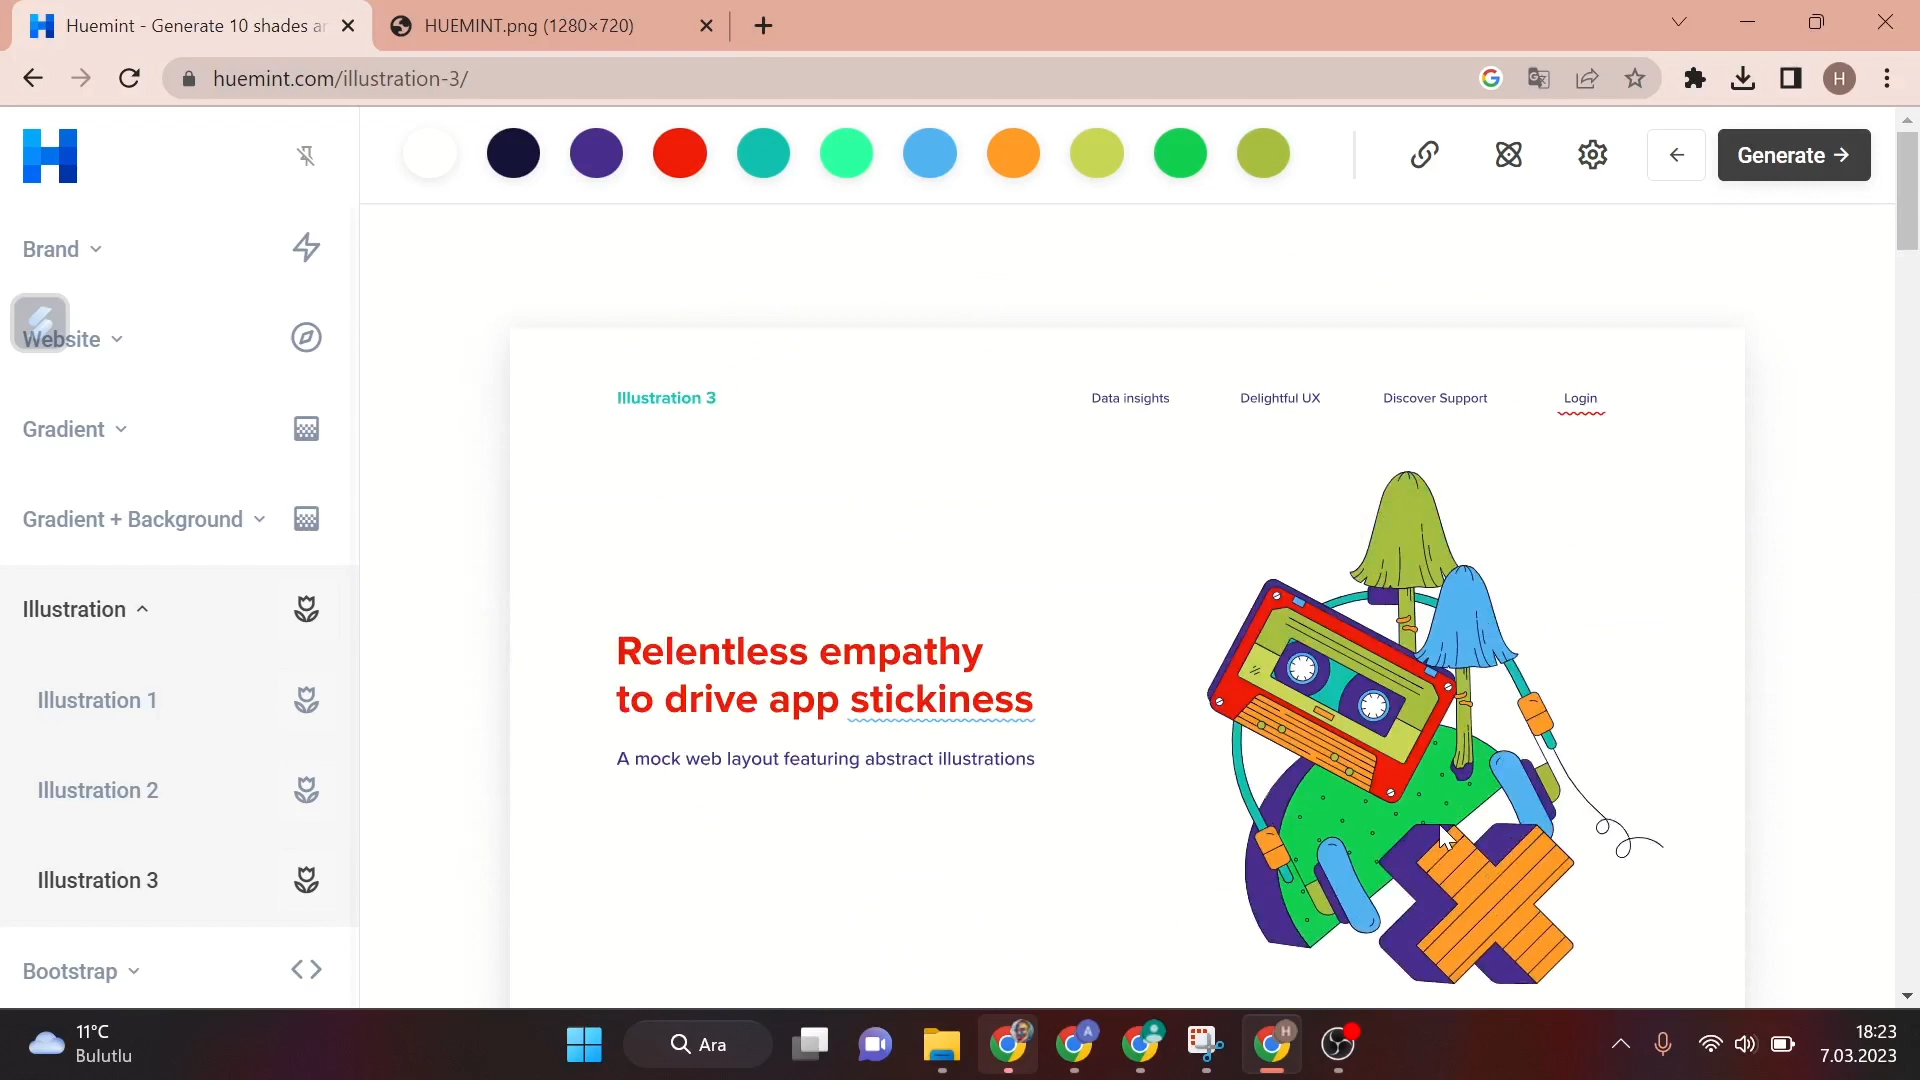 Huemint - Generate 10 shades ar
HUEMINT.png (1280×720)
huemint.com/illustration-3/
H
Generate
Brand
Website
Gradient
Gradient + Background
Illustration
Illustration 1
Illustration 2
Illustration 3
Bootstrap
Illustration 3
Data insights
Delightful UX
Discover Support
Login
Relentless empathy
to drive app stickiness
A mock web layout featuring abstract illustrations
11°C
Bulutlu
Ara
A
H
18:23
7.03.2023